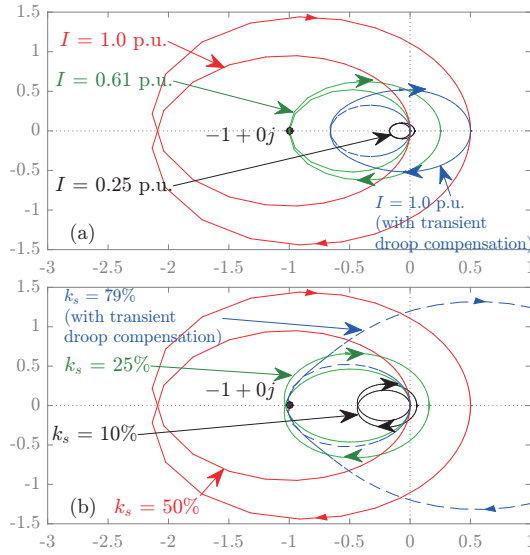 1.5
I = 1.0 p.u.
1
I = 0.61 p.u.
0.5
−1 + 0j
0
-0.5
I = 0.25 p.u.
I = 1.0 p.u.
(with transient
droop compensation)
-1
(a)
-1.5
-3 -2.5 -2 -1.5 -1 -0.5 0 0.5 1
1.5
k_s = 79%
(with transient
droop compensation)
1
k_s = 25%
0.5
−1 + 0j
0
k_s = 10%
-0.5
-1
(b)
k_s = 50%
-1.5
-3 -2.5 -2 -1.5 -1 -0.5 0 0.5 1